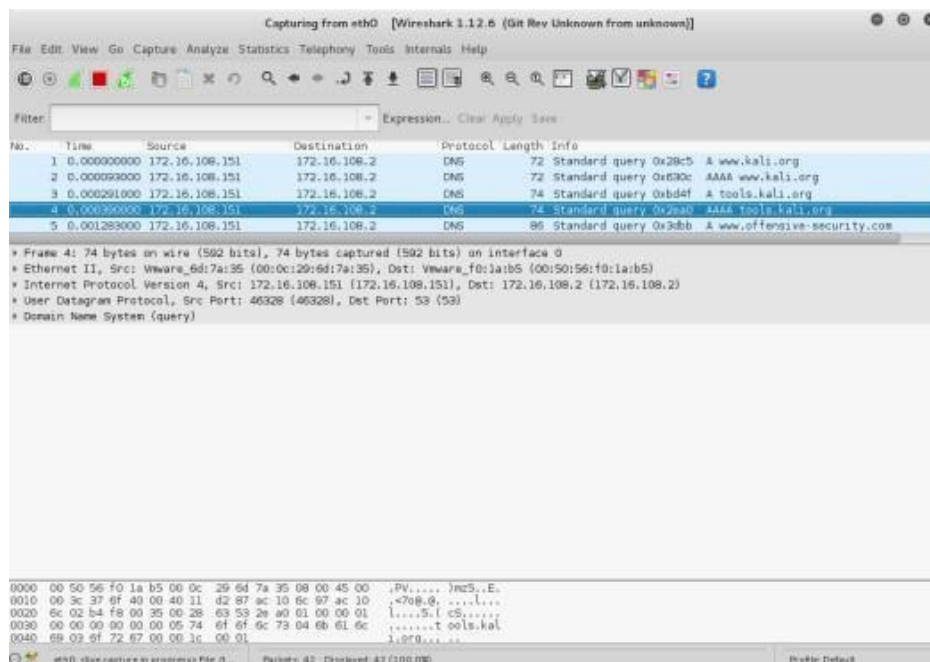 Capturing from eth0 [Wireshark 1.12.6 (Git Rev Unknown from unknown)]
File Edit View Go Capture Analyze Statistics Telephony Tools Internals Help
Filter: Expression... Clear Apply Save
No. Time Source Destination Protocol Length Info
1 0.000000000 172.16.108.151 172.16.108.2 DNS 72 Standard query 0x28c5 A www.kali.org
2 0.000093000 172.16.108.151 172.16.108.2 DNS 72 Standard query 0x630c AAAA www.kali.org
3 0.000291000 172.16.108.151 172.16.108.2 DNS 74 Standard query 0xbd4f A tools.kali.org
4 0.000390000 172.16.108.151 172.16.108.2 DNS 74 Standard query 0x2ea0 AAAA tools.kali.org
5 0.001283000 172.16.108.151 172.16.108.2 DNS 86 Standard query 0x3dbb A www.offensive-security.com
Frame 4: 74 bytes on wire (592 bits), 74 bytes captured (592 bits) on interface 0
Ethernet II, Src: Vmware_6d:7a:35 (00:0c:29:6d:7a:35), Dst: Vmware_f0:1a:b5 (00:50:56:f0:1a:b5)
Internet Protocol Version 4, Src: 172.16.108.151 (172.16.108.151), Dst: 172.16.108.2 (172.16.108.2)
User Datagram Protocol, Src Port: 46328 (46328), Dst Port: 53 (53)
Domain Name System (query)
0000 00 50 56 f0 1a b5 00 0c 29 6d 7a 35 08 00 45 00 .PV..... )mz5..E.
0010 00 3c 37 6f 40 00 40 11 d2 87 ac 10 6c 97 ac 10 .<7o@.@. ....l...
0020 6c 02 b4 f8 00 35 00 28 63 53 2e a0 01 00 00 01 l....5.( cS......
0030 00 00 00 00 00 00 05 74 6f 6f 6c 73 04 6b 61 6c .......t ools.kal
0040 69 03 6f 72 67 00 00 1c 00 01 i.org... ..
eth0: <live capture in progress> File: Packets: 42 Displayed: 42 (100.0%) Profile: Default